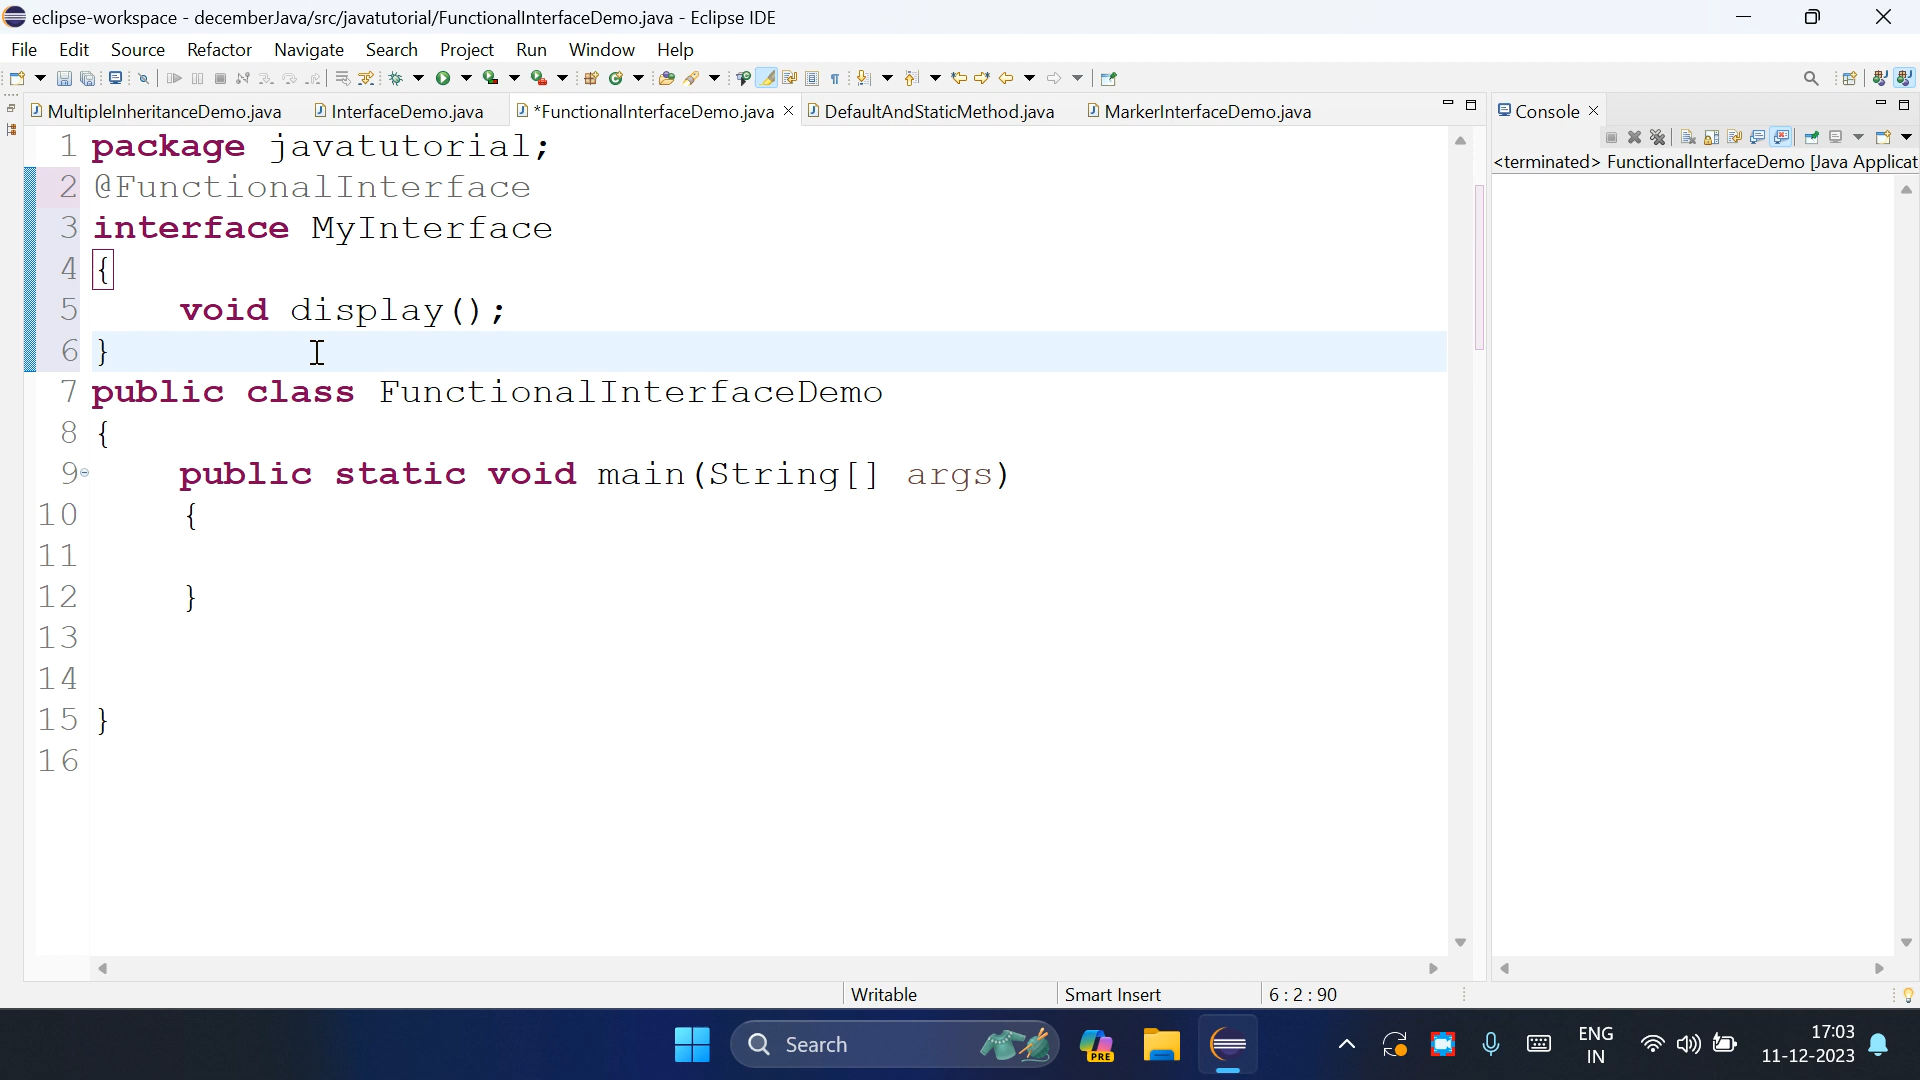 eclipse-workspace - decemberJava/src/javatutorial/FunctionalInterfaceDemo.java - Eclipse IDE
File Edit Source Refactor Navigate Search Project Run Window Help
MultipleInheritanceDemo.java InterfaceDemo.java *FunctionalInterfaceDemo.java DefaultAndStaticMethod.java MarkerInterfaceDemo.java Console
<terminated> FunctionalInterfaceDemo [Java Applicat
1 package javatutorial;
2 @FunctionalInterface
3 interface MyInterface
4 {
5 void display();
6 }
7 public class FunctionalInterfaceDemo
8 {
9 public static void main(String[] args)
10 {
11
12 }
13
14
15 }
16
Writable Smart Insert 6 : 2 : 90
Search PRE ENG 17:03
IN 11-12-2023